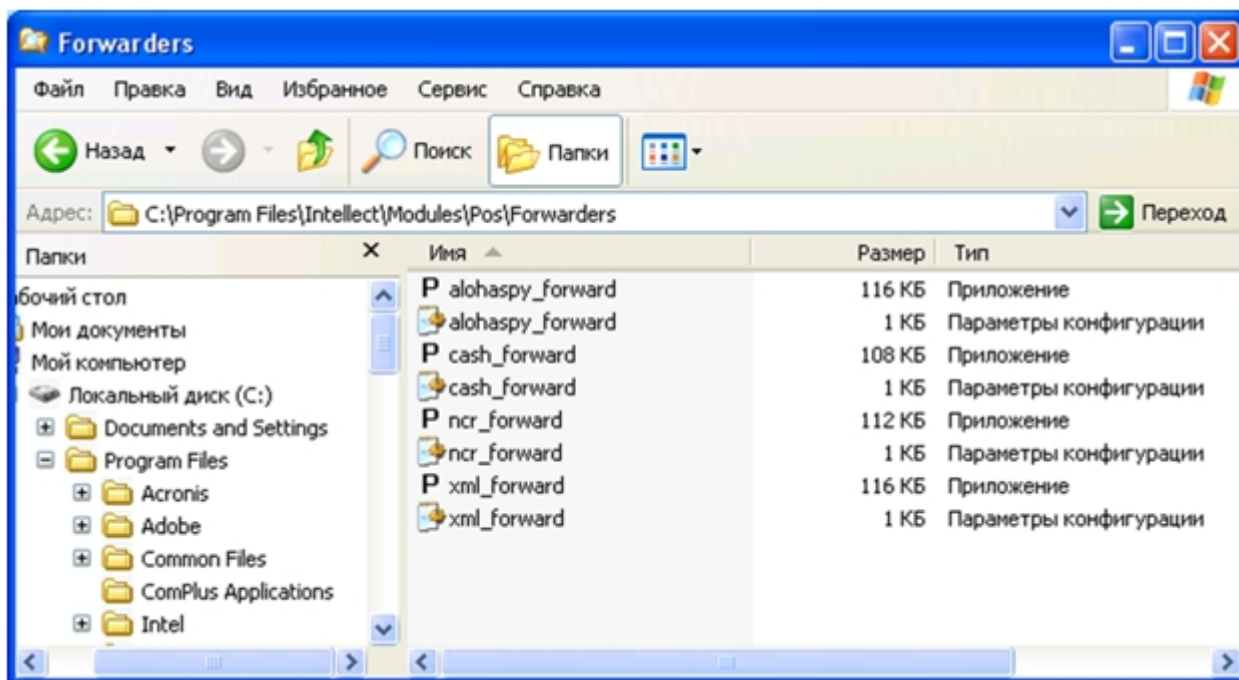 Forwarders
Файл Правка Вид Избранное Сервис Справка
Назад Поиск Папки
Адрес: C:\Program Files\Intellect\Modules\Pos\Forwarders Переход
Папки
бочий стол
Мои документы
Мой компьютер
Локальный диск (C:)
Documents and Settings
Program Files
Acronis
Adobe
Common Files
ComPlus Applications
Intel
Имя Размер Тип
P alohaspy_forward 116 КБ Приложение
alohaspy_forward 1 КБ Параметры конфигурации
P cash_forward 108 КБ Приложение
cash_forward 1 КБ Параметры конфигурации
P ncr_forward 112 КБ Приложение
ncr_forward 1 КБ Параметры конфигурации
P xml_forward 116 КБ Приложение
xml_forward 1 КБ Параметры конфигурации